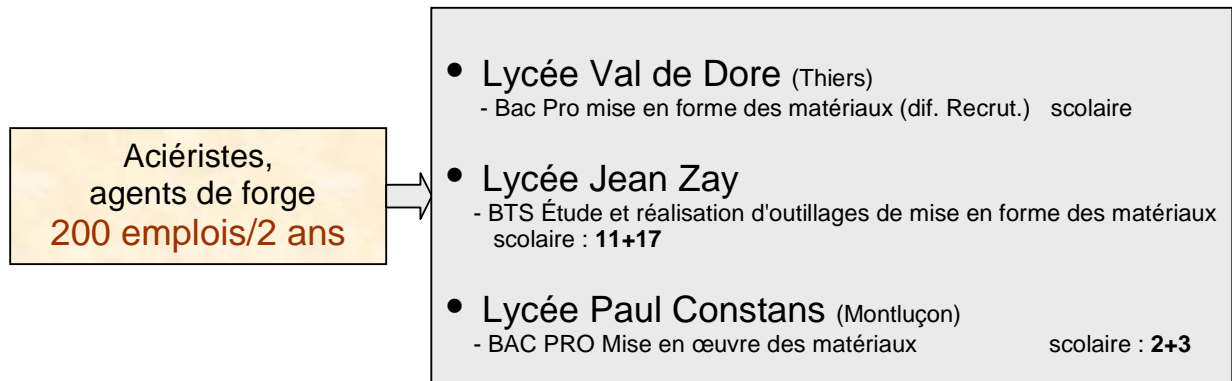 Aciéristes,
agents de forge
200 emplois/2 ans
• Lycée Val de Dore (Thiers)
- Bac Pro mise en forme des matériaux (dif. Recrut.) scolaire
• Lycée Jean Zay
- BTS Étude et réalisation d'outillages de mise en forme des matériaux
scolaire : 11+17
• Lycée Paul Constans (Montluçon)
- BAC PRO Mise en œuvre des matériaux scolaire : 2+3